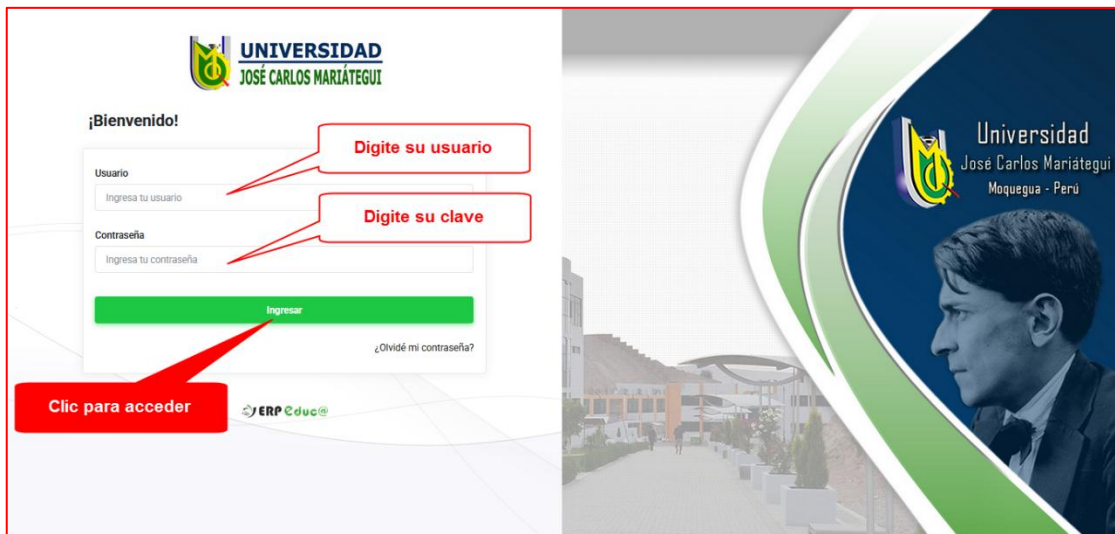 UNIVERSIDAD
JOSÉ CARLOS MARIÁTEGUI
¡Bienvenido!
Digite su usuario
Usuario
Ingresa tu usuario
Digite su clave
Contraseña
Ingresa tu contraseña
Ingresar
¿Olvidé mi contraseña?
Clic para acceder
ERP Educ@
Universidad
José Carlos Mariátegui
Moquegua - Perú